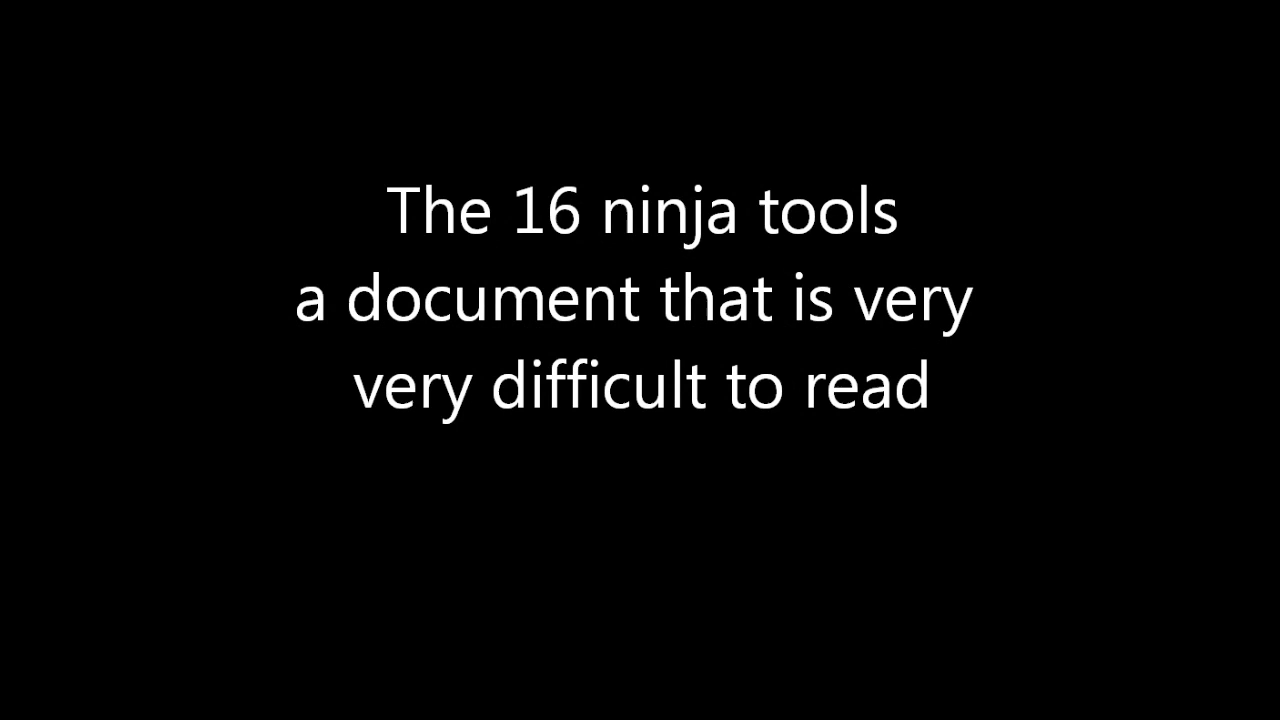 The 16 ninja tools
a document that is very
very difficult to read